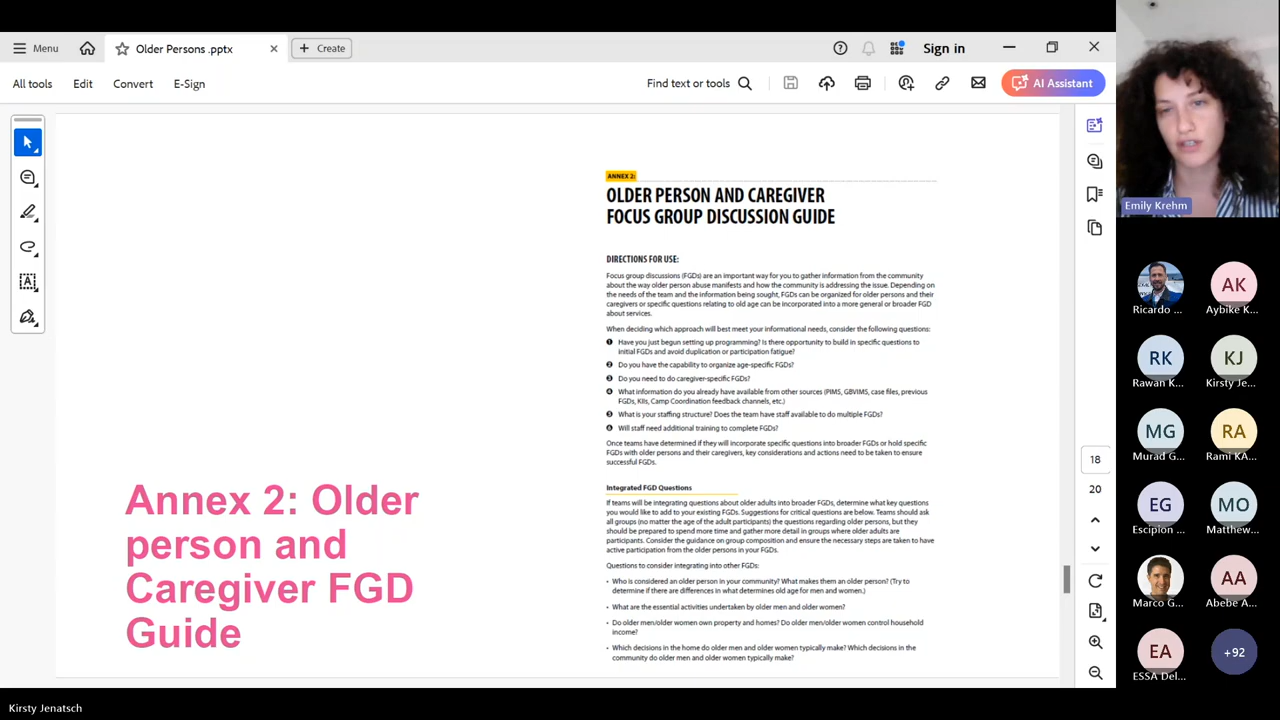 Menu
Older Persons .pptx
Create
Sign in
All tools
Edit
Convert
E-Sign
Find text or tools
AI Assistant
ANNEX 2:
OLDER PERSON AND CAREGIVER
FOCUS GROUP DISCUSSION GUIDE
DIRECTIONS FOR USE:
Focus group discussions (FGDs) are an important way for you to gather information from the community
about the way older person abuse manifests and how the community is addressing the issue. Depending on
the needs of the team and the information being sought, FGDs can be organized for older persons and their
caregivers or specific questions relating to old age can be incorporated into a more general or broader FGD
about services.
When deciding which approach will best meet your informational needs, consider the following questions:
1 Have you just begun setting up programming? Is there opportunity to build in specific questions to
initial FGDs and avoid duplication or participation fatigue?
2 Do you have the capability to organize age-specific FGDs?
3 Do you need to do caregiver-specific FGDs?
4 What information do you already have available from other sources (PIMS, GBVIMS, case files, previous
FGDs, KIIs, Camp Coordination feedback channels, etc.)
5 What is your staffing structure? Does the team have staff available to do multiple FGDs?
6 Will staff need additional training to complete FGDs?
Once teams have determined if they will incorporate specific questions into broader FGDs or hold specific
FGDs with older persons and their caregivers, key considerations and actions need to be taken to ensure
successful FGDs.
Integrated FGD Questions
If teams will be integrating questions about older adults into broader FGDs, determine what key questions
you would like to add to your existing FGDs. Suggestions for critical questions are below. Teams should ask
all groups (no matter the age of the adult participants) the questions regarding older persons, but they
should be prepared to spend more time and gather more detail in groups where older adults are
participants. Consider the guidance on group composition and ensure the necessary steps are taken to have
active participation from the older persons in your FGDs.
Questions to consider integrating into other FGDs:
• Who is considered an older person in your community? What makes them an older person? (Try to
determine if there are differences in what determines old age for men and women.)
• What are the essential activities undertaken by older men and older women?
• Do older men/older women own property and homes? Do older men/older women control household
income?
• Which decisions in the home do older men and older women typically make? Which decisions in the
community do older men and older women typically make?
Annex 2: Older
person and
Caregiver FGD
Guide
18
20
Emily Krehm
Ricardo ...
AK
Aybike K...
RK
Rawan K...
KJ
Kirsty Je...
MG
Murad G...
RA
Rami KA...
EG
Escipion ...
MO
Matthew...
Marco G...
AA
Abebe A...
EA
ESSA Del...
+92
Kirsty Jenatsch